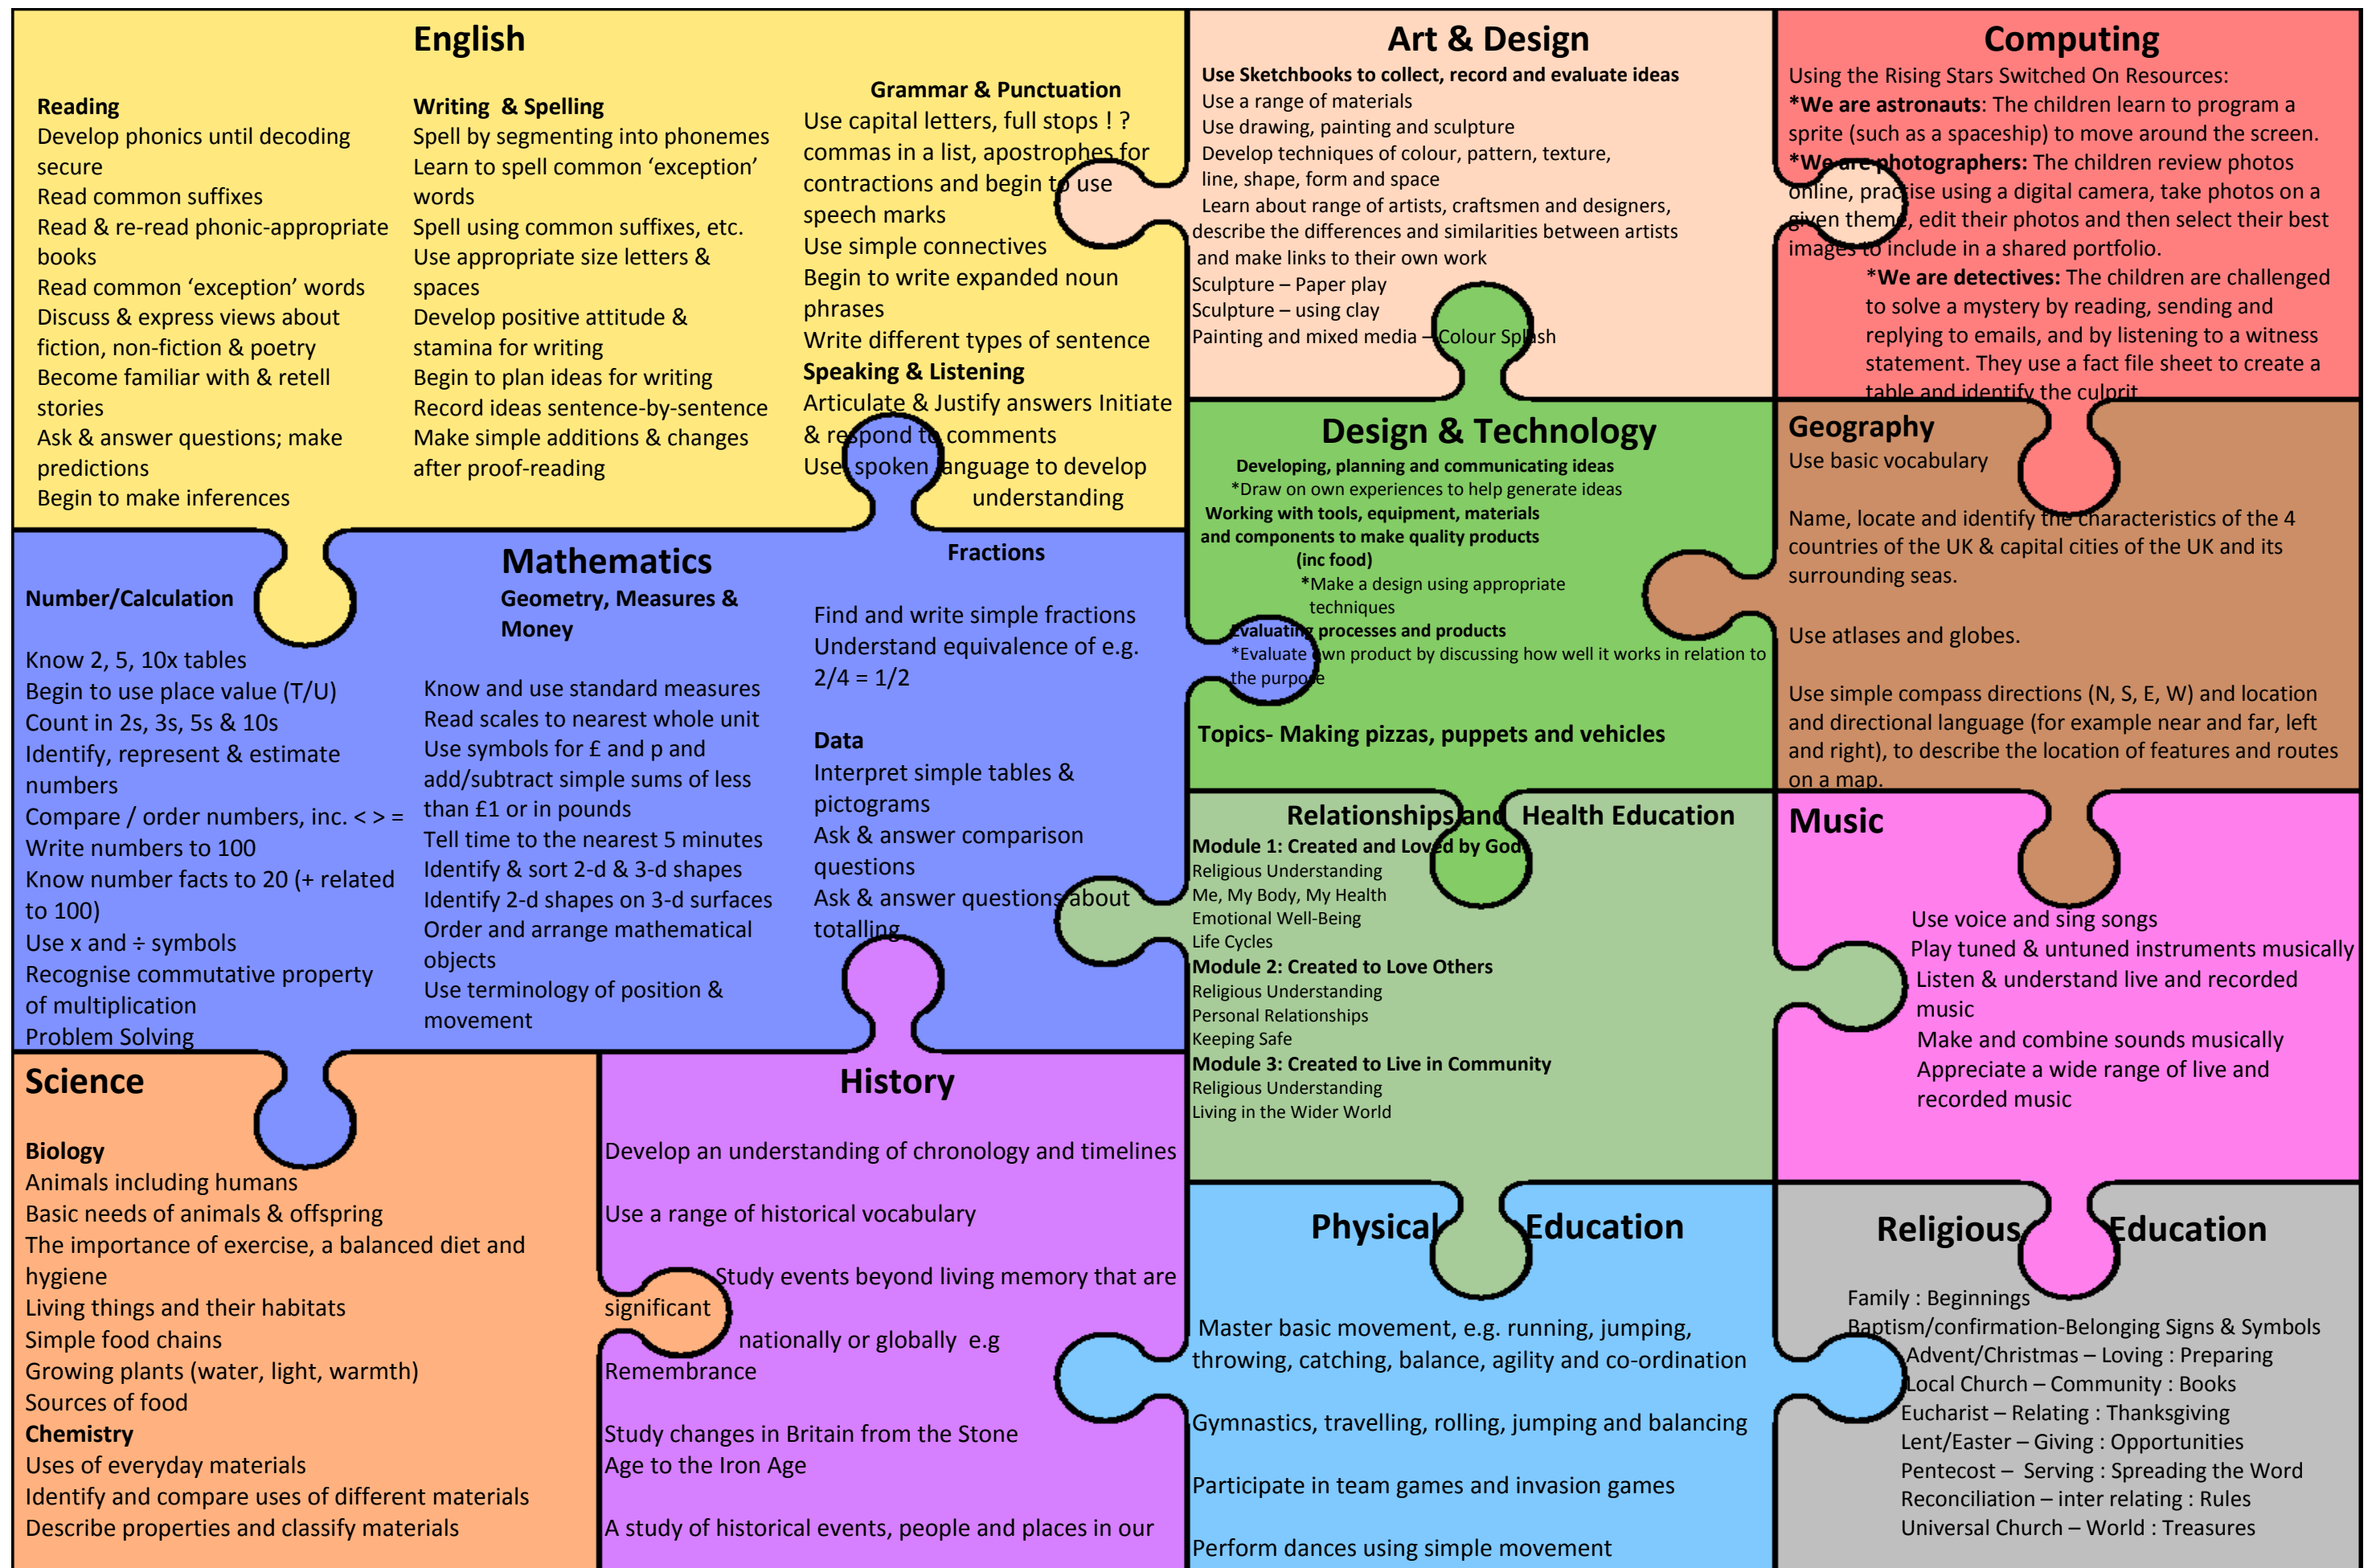 English
Reading
Develop phonics until decoding
secure
Read common suffixes
Read & re-read phonic-appropriate
books
Read common ‘exception’ words
Discuss & express views about
fiction, non-fiction & poetry
Become familiar with & retell
stories
Ask & answer questions; make
predictions
Begin to make inferences
Writing & Spelling
Spell by segmenting into phonemes
Learn to spell common ‘exception’
words
Spell using common suffixes, etc.
Use appropriate size letters &
spaces
Develop positive attitude &
stamina for writing
Begin to plan ideas for writing
Record ideas sentence-by-sentence
Make simple additions & changes
after proof-reading
Grammar & Punctuation
Use capital letters, full stops ! ?
commas in a list, apostrophes for
contractions and begin to use
speech marks
Use simple connectives
Begin to write expanded noun
phrases
Write different types of sentence
Speaking & Listening
Articulate & Justify answers Initiate
& respond to comments
Use spoken language to develop
understanding
Art & Design
Use Sketchbooks to collect, record and evaluate ideas
Use a range of materials
Use drawing, painting and sculpture
Develop techniques of colour, pattern, texture,
line, shape, form and space
Learn about range of artists, craftsmen and designers,
describe the differences and similarities between artists
and make links to their own work
Sculpture – Paper play
Sculpture – using clay
Painting and mixed media – Colour Splash
Computing
Using the Rising Stars Switched On Resources:
*We are astronauts: The children learn to program a
sprite (such as a spaceship) to move around the screen.
*We are photographers: The children review photos
online, practise using a digital camera, take photos on a
given theme, edit their photos and then select their best
images to include in a shared portfolio.
*We are detectives: The children are challenged
to solve a mystery by reading, sending and
replying to emails, and by listening to a witness
statement. They use a fact file sheet to create a
table and identify the culprit
Design & Technology
Developing, planning and communicating ideas
*Draw on own experiences to help generate ideas
Working with tools, equipment, materials
and components to make quality products
(inc food)
*Make a design using appropriate
techniques
Evaluating processes and products
*Evaluate own product by discussing how well it works in relation to
the purpose
Topics- Making pizzas, puppets and vehicles
Geography
Use basic vocabulary
Name, locate and identify the characteristics of the 4
countries of the UK & capital cities of the UK and its
surrounding seas.
Use atlases and globes.
Use simple compass directions (N, S, E, W) and location
and directional language (for example near and far, left
and right), to describe the location of features and routes
on a map.
Mathematics
Number/Calculation
Know 2, 5, 10x tables
Begin to use place value (T/U)
Count in 2s, 3s, 5s & 10s
Identify, represent & estimate
numbers
Compare / order numbers, inc. < > =
Write numbers to 100
Know number facts to 20 (+ related
to 100)
Use x and ÷ symbols
Recognise commutative property
of multiplication
Problem Solving
Geometry, Measures &
Money
Know and use standard measures
Read scales to nearest whole unit
Use symbols for £ and p and
add/subtract simple sums of less
than £1 or in pounds
Tell time to the nearest 5 minutes
Identify & sort 2-d & 3-d shapes
Identify 2-d shapes on 3-d surfaces
Order and arrange mathematical
objects
Use terminology of position &
movement
Fractions
Find and write simple fractions
Understand equivalence of e.g.
2/4 = 1/2
Data
Interpret simple tables &
pictograms
Ask & answer comparison
questions
Ask & answer questions about
totalling
Relationships and Health Education
Module 1: Created and Loved by God
Religious Understanding
Me, My Body, My Health
Emotional Well-Being
Life Cycles
Module 2: Created to Love Others
Religious Understanding
Personal Relationships
Keeping Safe
Module 3: Created to Live in Community
Religious Understanding
Living in the Wider World
Music
Use voice and sing songs
Play tuned & untuned instruments musically
Listen & understand live and recorded
music
Make and combine sounds musically
Appreciate a wide range of live and
recorded music
Science
Biology
Animals including humans
Basic needs of animals & offspring
The importance of exercise, a balanced diet and
hygiene
Living things and their habitats
Simple food chains
Growing plants (water, light, warmth)
Sources of food
Chemistry
Uses of everyday materials
Identify and compare uses of different materials
Describe properties and classify materials
History
Develop an understanding of chronology and timelines
Use a range of historical vocabulary
Study events beyond living memory that are
significant
nationally or globally e.g
Remembrance
Study changes in Britain from the Stone
Age to the Iron Age
A study of historical events, people and places in our
Physical Education
Master basic movement, e.g. running, jumping,
throwing, catching, balance, agility and co-ordination
Gymnastics, travelling, rolling, jumping and balancing
Participate in team games and invasion games
Perform dances using simple movement
Religious Education
Family : Beginnings
Baptism/confirmation-Belonging Signs & Symbols
Advent/Christmas – Loving : Preparing
Local Church – Community : Books
Eucharist – Relating : Thanksgiving
Lent/Easter – Giving : Opportunities
Pentecost – Serving : Spreading the Word
Reconciliation – inter relating : Rules
Universal Church – World : Treasures